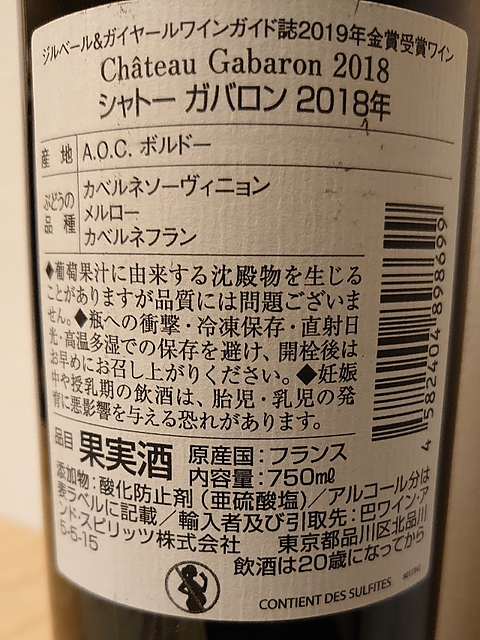 ジルベール&ガイヤールワインガイド誌2019年金賞受賞ワイン
Château Gabaron 2018
シャトー ガバロン 2018年
産地 A.O.C. ボルドー
ぶどうの品種 カベルネソーヴィニョン
メルロー
カベルネフラン
◆葡萄果汁に由来する沈殿物を生じる
ことがありますが品質には問題ございま
せん。◆瓶への衝撃・冷凍保存・直射日
光・高温多湿での保存を避け、開栓後は
お早めにお召し上がりください。◆妊娠
中や授乳期の飲酒は、胎児・乳児の発
育に悪影響を与える恐れがあります。
4 582404 898699
品目 果実酒 原産国：フランス
内容量：750㎖
添加物：酸化防止剤（亜硫酸塩）／アルコール分は
表ラベルに記載／輸入者及び引取先：巴ワイン・ア
ンド・スピリッツ株式会社 東京都品川区北品川
5-5-15
飲酒は20歳になってから
CONTIENT DES SULFITES